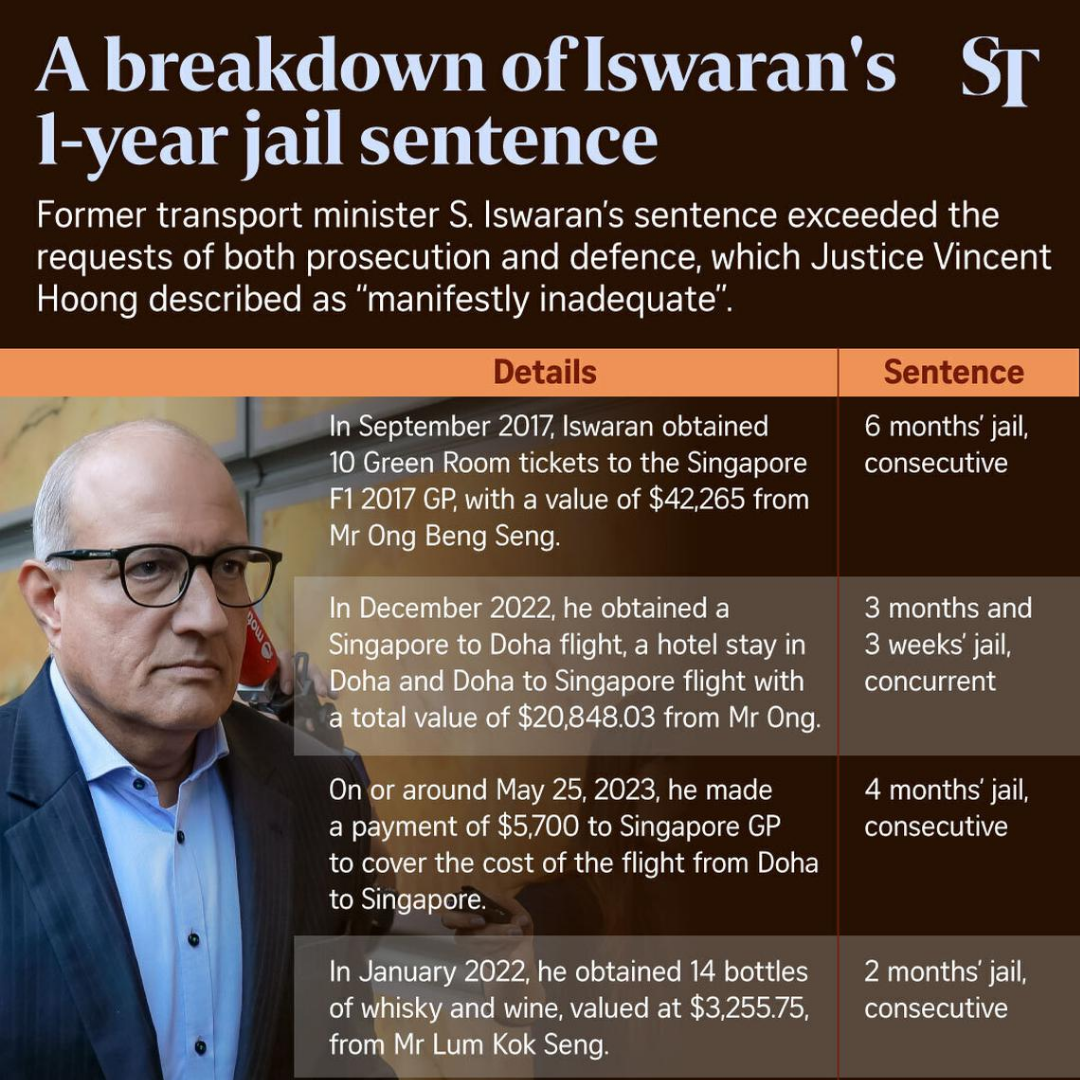 A breakdown of Iswaran's
1-year jail sentence
ST
Former transport minister S. Iswaran’s sentence exceeded the
requests of both prosecution and defence, which Justice Vincent
Hoong described as “manifestly inadequate”.
Details
Sentence
In September 2017, Iswaran obtained
10 Green Room tickets to the Singapore
F1 2017 GP, with a value of $42,265 from
Mr Ong Beng Seng.
6 months’ jail,
consecutive
In December 2022, he obtained a
Singapore to Doha flight, a hotel stay in
Doha and Doha to Singapore flight with
a total value of $20,848.03 from Mr Ong.
3 months and
3 weeks’ jail,
concurrent
On or around May 25, 2023, he made
a payment of $5,700 to Singapore GP
to cover the cost of the flight from Doha
to Singapore.
4 months’ jail,
consecutive
In January 2022, he obtained 14 bottles
of whisky and wine, valued at $3,255.75,
from Mr Lum Kok Seng.
2 months’ jail,
consecutive